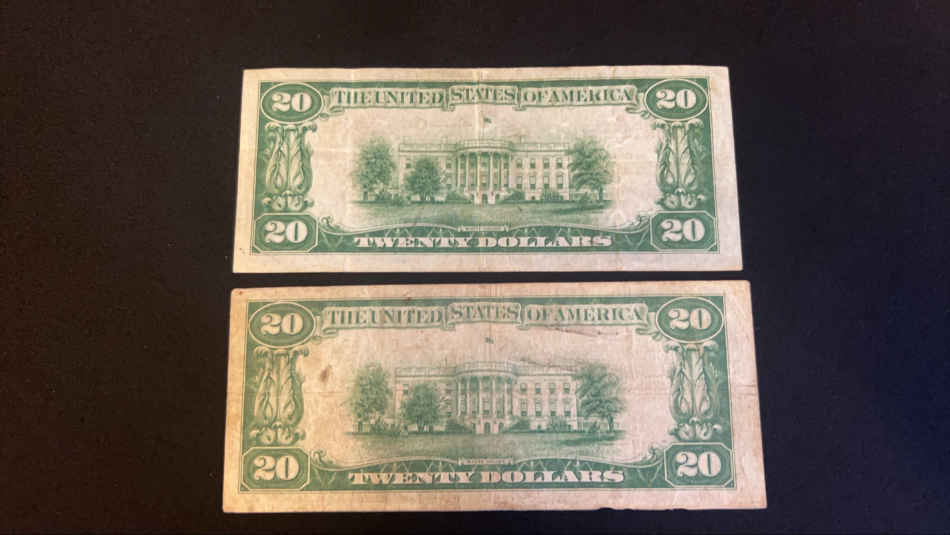 20 THE UNITED STATES OF AMERICA 20
20 TWENTY DOLLARS 20
20 THE UNITED STATES OF AMERICA 20
20 TWENTY DOLLARS 20